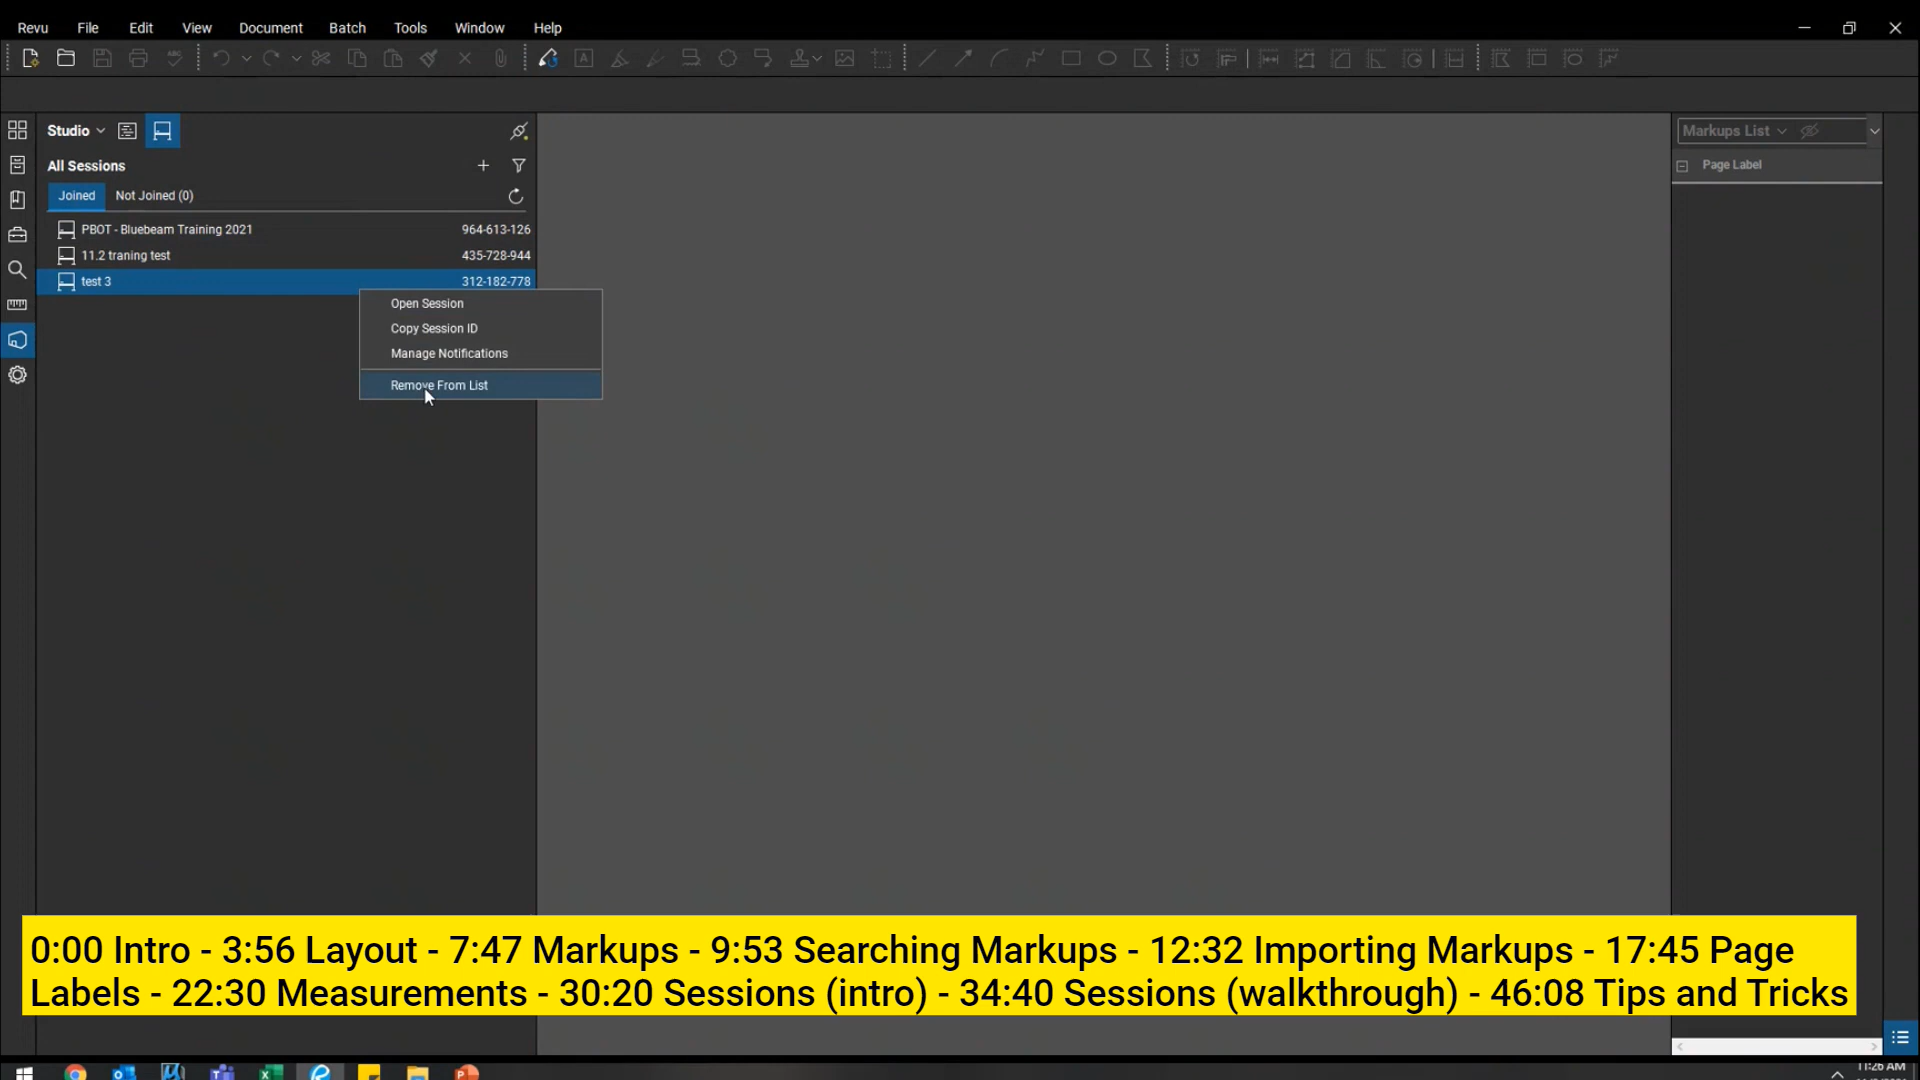 Revu File Edit View Document Batch Tools Window Help
Studio
Markups List
All Sessions
Page Label
Joined Not Joined (0)
PBOT - Bluebeam Training 2021 964-613-126
11.2 traning test 435-728-944
test 3 312-182-778
Open Session
Copy Session ID
Manage Notifications
Remove From List
0:00 Intro - 3:56 Layout - 7:47 Markups - 9:53 Searching Markups - 12:32 Importing Markups - 17:45 Page
Labels - 22:30 Measurements - 30:20 Sessions (intro) - 34:40 Sessions (walkthrough) - 46:08 Tips and Tricks
11:26 AM